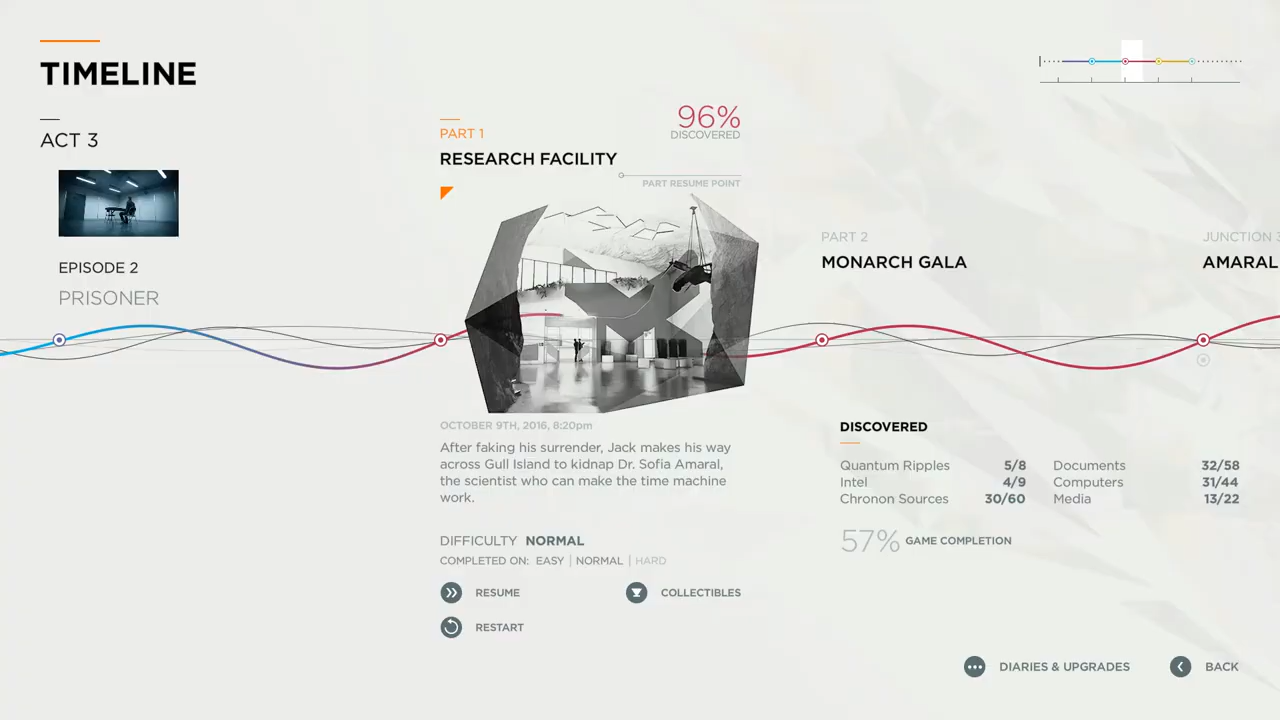 TIMELINE
ACT 3
EPISODE 2
PRISONER
PART 1
96%
DISCOVERED
RESEARCH FACILITY
PART RESUME POINT
PART 2
MONARCH GALA
JUNCTION 3
AMARAL
OCTOBER 9TH, 2016, 8:20pm
After faking his surrender, Jack makes his way
across Gull Island to kidnap Dr. Sofia Amaral,
the scientist who can make the time machine
work.
DIFFICULTY NORMAL
COMPLETED ON: EASY | NORMAL | HARD
RESUME
COLLECTIBLES
RESTART
DISCOVERED
Quantum Ripples 5/8
Intel 4/9
Chronon Sources 30/60
Documents 32/58
Computers 31/44
Media 13/22
57% GAME COMPLETION
DIARIES & UPGRADES
BACK